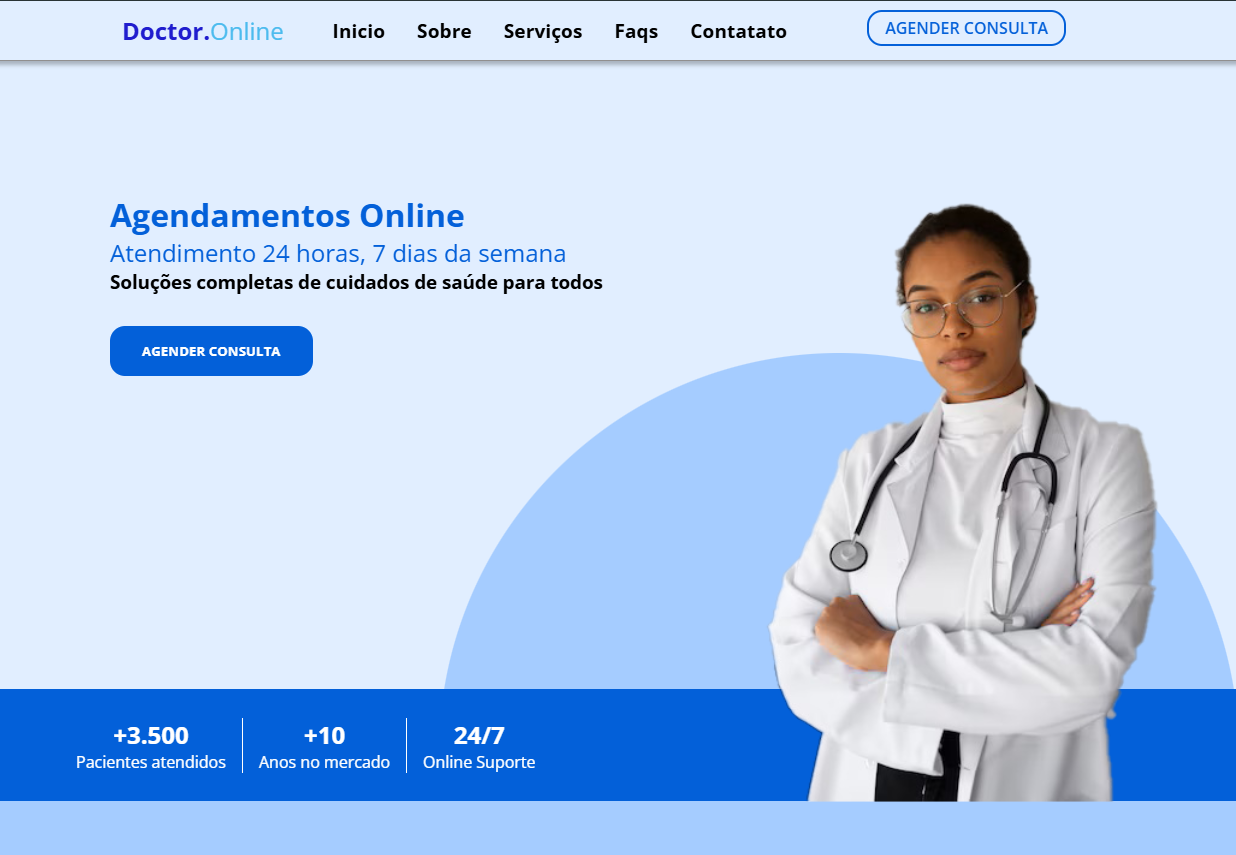 Doctor.Online Inicio Sobre Serviços Faqs Contatato AGENDER CONSULTA
Agendamentos Online
Atendimento 24 horas, 7 dias da semana
Soluções completas de cuidados de saúde para todos
AGENDER CONSULTA
+3.500 +10 24/7
Pacientes atendidos Anos no mercado Online Suporte